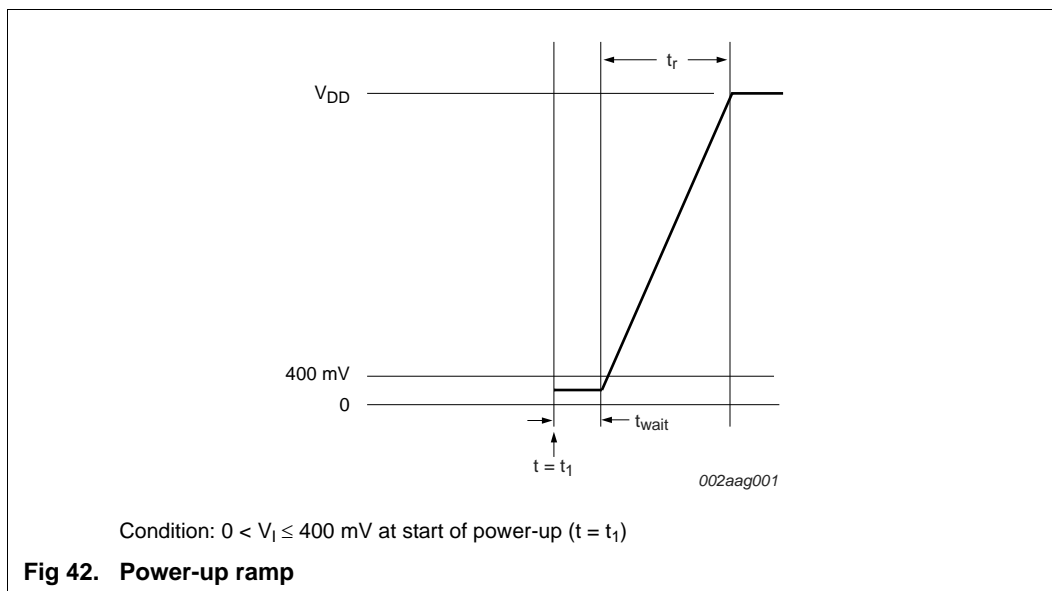 t_r
V_DD
400 mV
0
t_wait
t = t_1
002aag001
Condition: 0 < V_I ≤ 400 mV at start of power-up (t = t_1)
Fig 42. Power-up ramp